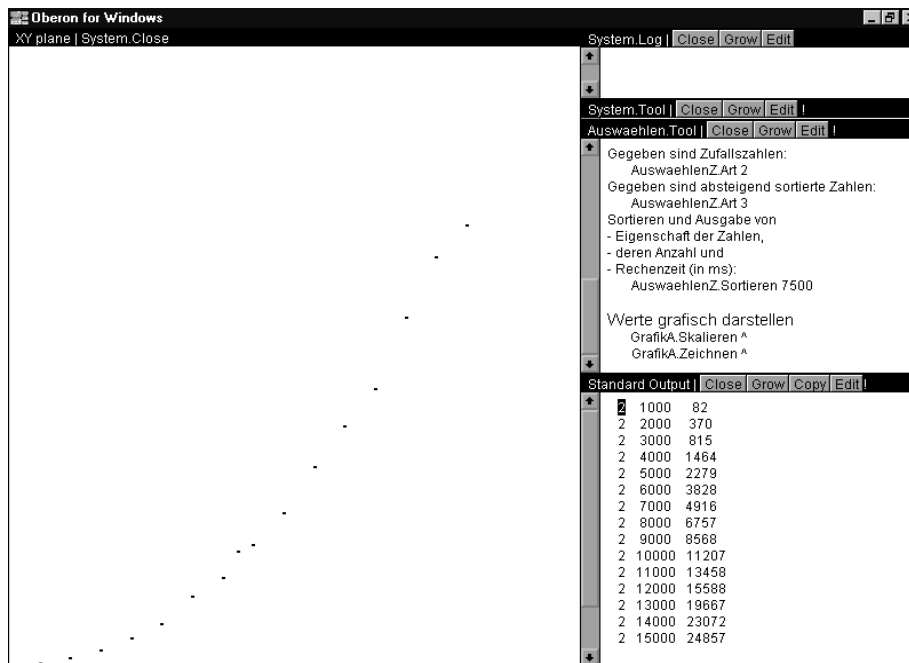 Oberon for Windows
XY plane | System.Close
System.Log | Close Grow Edit
System.Tool | Close Grow Edit !
Auswaehlen.Tool | Close Grow Edit !
Gegeben sind Zufallszahlen:
AuswaehlenZ.Art 2
Gegeben sind absteigend sortierte Zahlen:
AuswaehlenZ.Art 3
Sortieren und Ausgabe von
- Eigenschaft der Zahlen,
- deren Anzahl und
- Rechenzeit (in ms):
AuswaehlenZ.Sortieren 7500
Werte grafisch darstellen
GrafikA.Skalieren ^
GrafikA.Zeichnen ^
Standard Output | Close Grow Copy Edit !
2 1000 82
2 2000 370
2 3000 815
2 4000 1464
2 5000 2279
2 6000 3828
2 7000 4916
2 8000 6757
2 9000 8568
2 10000 11207
2 11000 13458
2 12000 15588
2 13000 19667
2 14000 23072
2 15000 24857